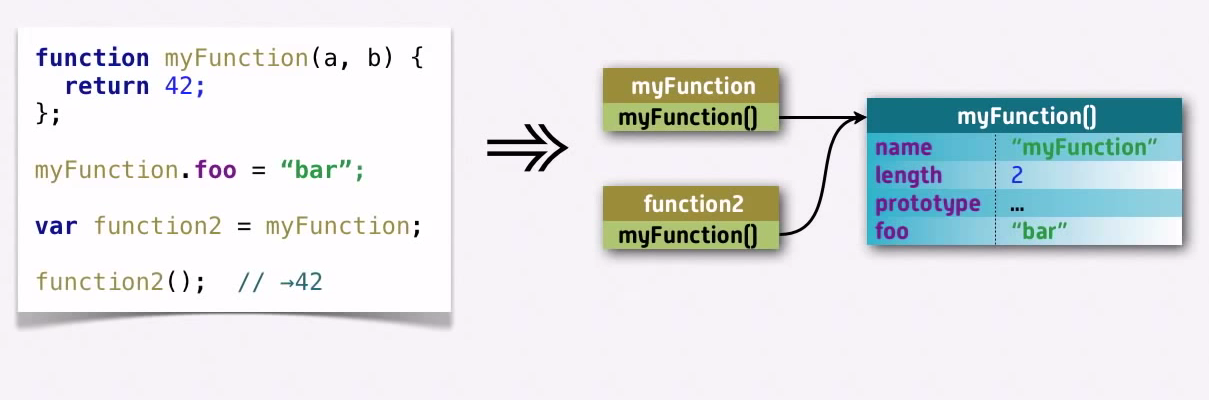 function myFunction(a, b) {
  return 42;
};
myFunction.foo = “bar”;
var function2 = myFunction;
function2();  // →42
myFunction
myFunction()
function2
myFunction()
myFunction()
name “myFunction”
length 2
prototype ...
foo “bar”